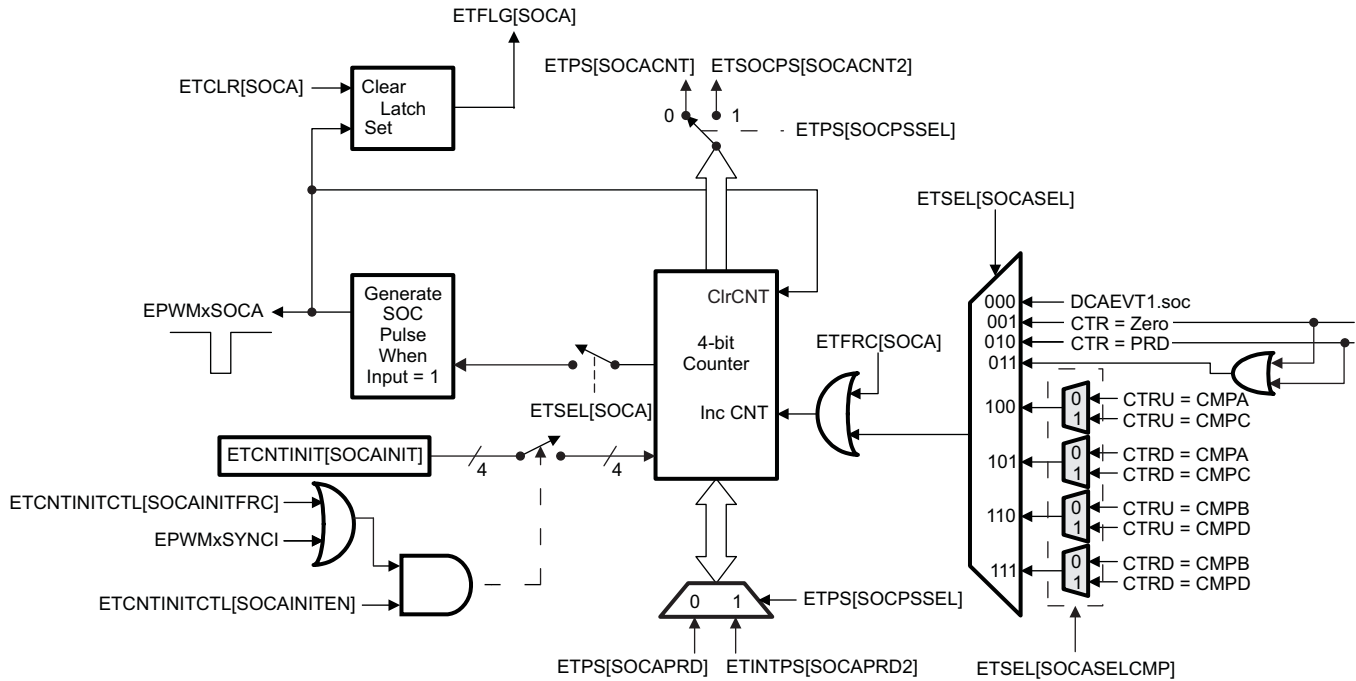 ETFLG[SOCA]
ETCLR[SOCA]
Clear
Latch
Set
ETPS[SOCACNT]
ETSOCPS[SOCACNT2]
0
1
ETPS[SOCPSSEL]
ETSEL[SOCASEL]
EPWMxSOCA
Generate
SOC
Pulse
When
Input = 1
ClrCNT
4-bit
Counter
Inc CNT
ETSEL[SOCA]
ETFRC[SOCA]
000
001
010
011
100
101
110
111
DCAEVT1.soc
CTR = Zero
CTR = PRD
0
1
CTRU = CMPA
CTRU = CMPC
0
1
CTRD = CMPA
CTRD = CMPC
0
1
CTRU = CMPB
CTRU = CMPD
0
1
CTRD = CMPB
CTRD = CMPD
ETCNTINIT[SOCAINIT]
4
4
ETCNTINITCTL[SOCAINITFRC]
EPWMxSYNCI
ETCNTINITCTL[SOCAINITEN]
0 1
ETPS[SOCPSSEL]
ETPS[SOCAPRD]
ETINTPS[SOCAPRD2]
ETSEL[SOCASELCMP]